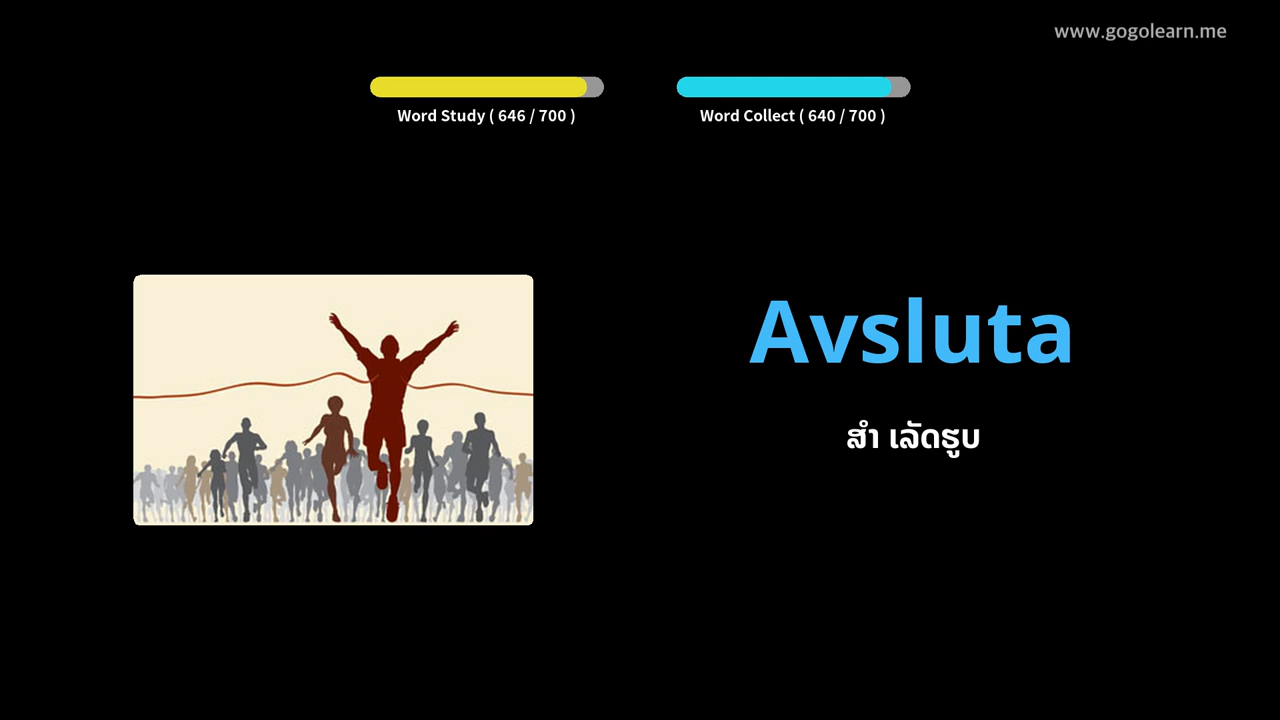 www.gogolearn.me
Word Study ( 646 / 700 )
Word Collect ( 640 / 700 )
Avsluta
ສຳ ເລັດຮູບ